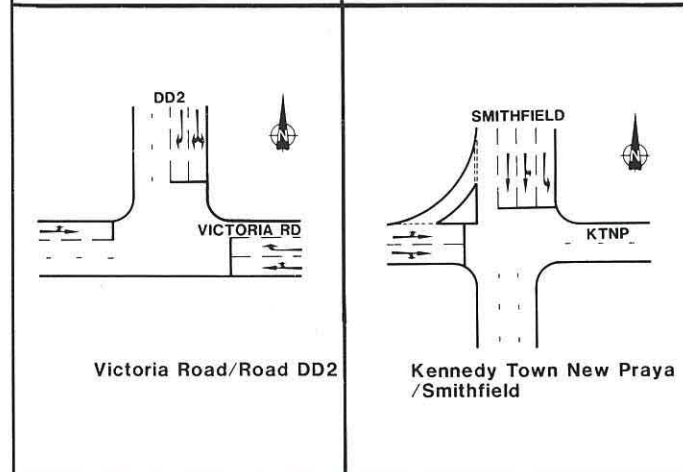 DD2
N
VICTORIA RD
Victoria Road/Road DD2
SMITHFIELD
N
KTNP
Kennedy Town New Praya
/Smithfield